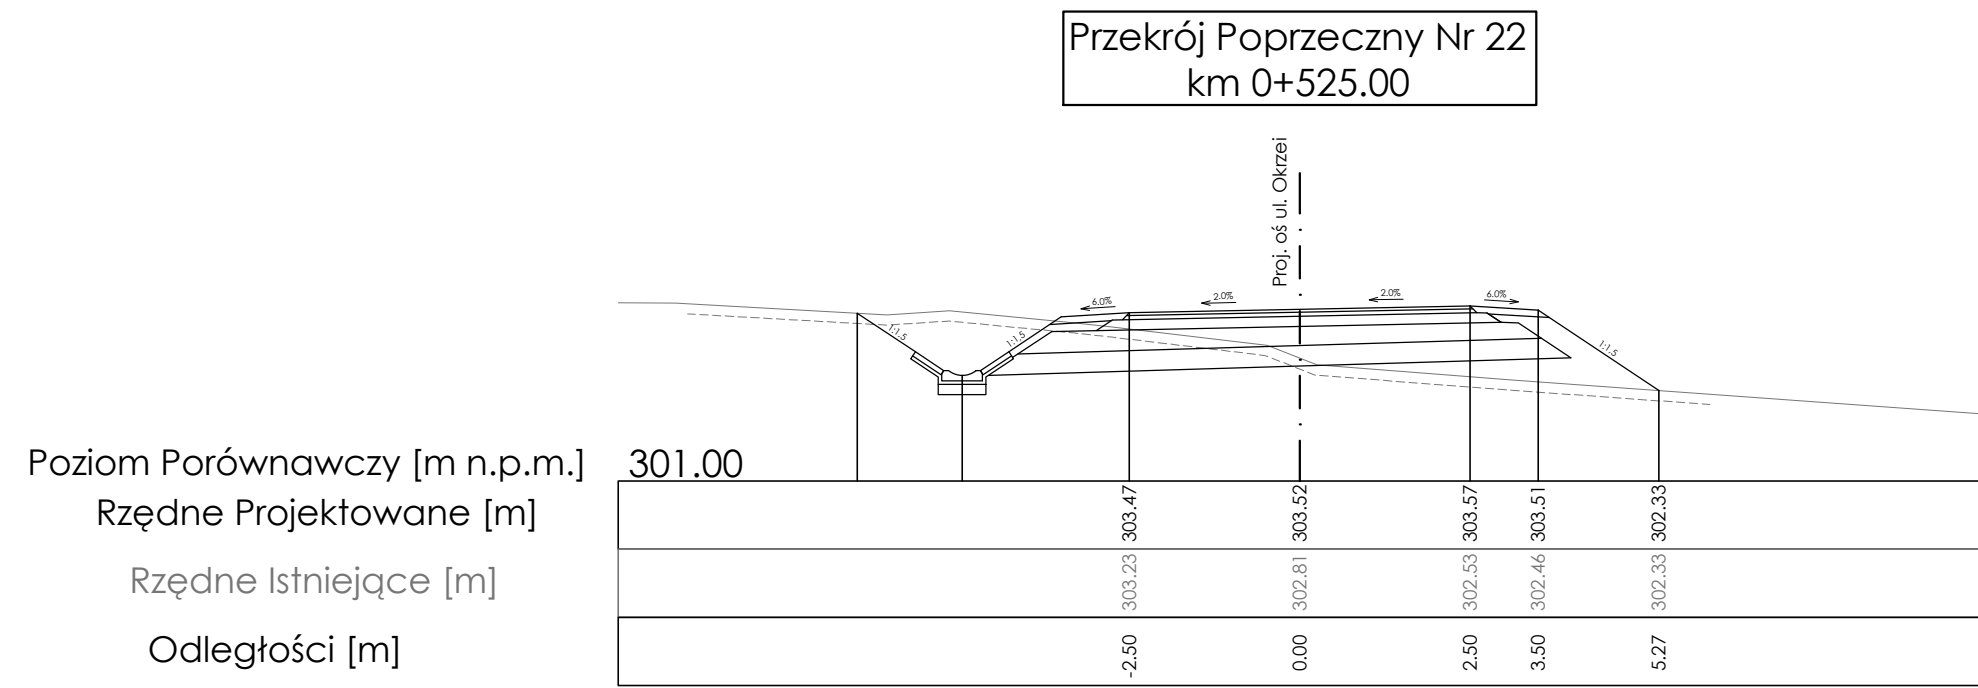 Przekrój Poprzeczny Nr 22
km 0+525.00
Proj. oś ul. Okrzei
6.0%
2.0%
2.0%
6.0%
1:1,5
1:1,5
1:1,5
Poziom Porównawczy [m n.p.m.] 301.00
Rzędne Projektowane [m] 303.47 303.52 303.57 303.51 302.33
Rzędne Istniejące [m] 303.23 302.81 302.53 302.46 302.33
Odległości [m] -2.50 0.00 2.50 3.50 5.27